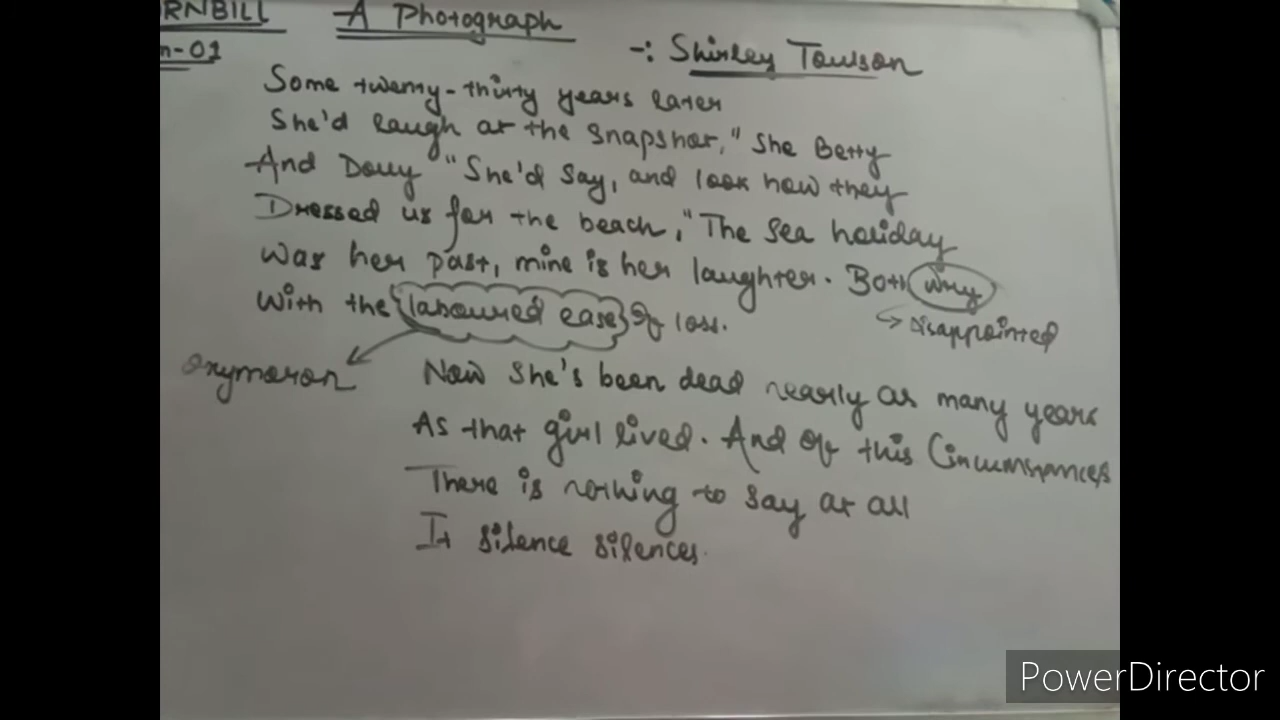 RNBILL
A Photograph
m-01
-: Shirley Towlson
Some twenty-thirty years later
She'd laugh at the snapshot," She Betty
And Dolly "She'd say, and look how they
Dressed us for the beach," The sea holiday
was her past, mine is her laughter. Both wry
with the laboured ease of loss.
↳ Disappointed
oxymoron
Now she's been dead nearly as many years
As that girl lived. And of this Circumstances
There is nothing to say at all
It silence silences.
PowerDirector